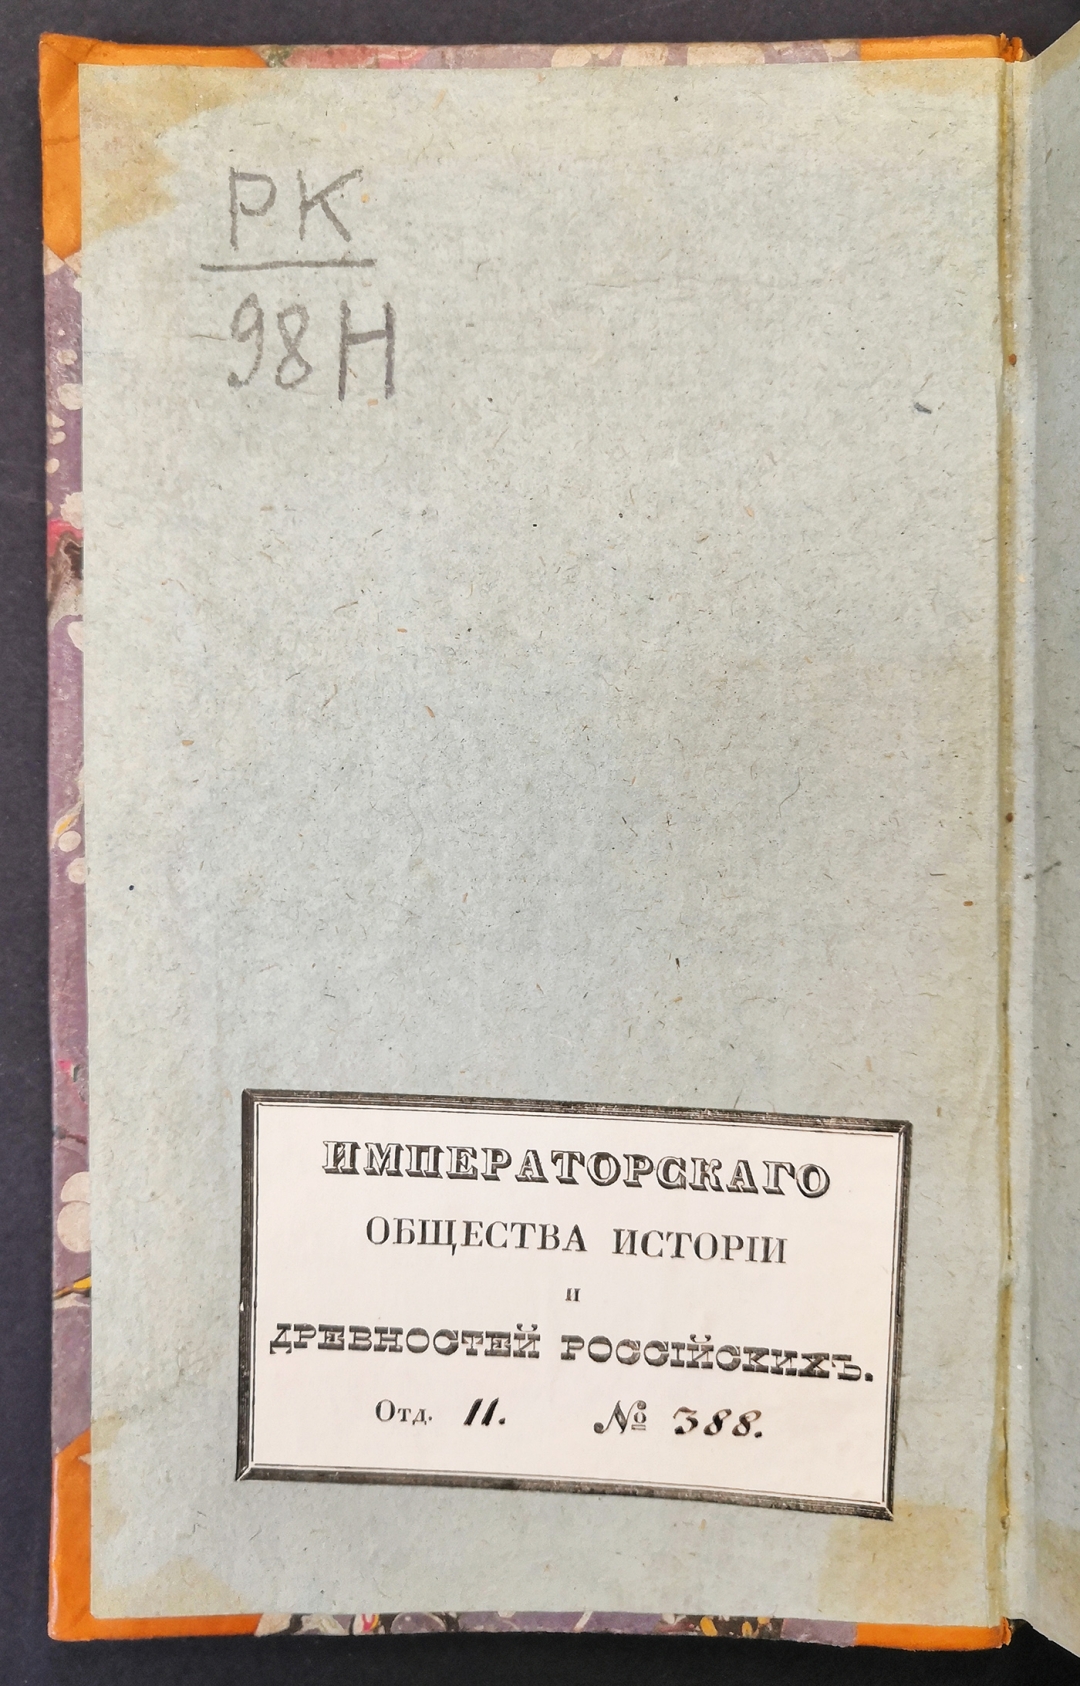 РК
98Н
ИМПЕРАТОРСКАГО
ОБЩЕСТВА ИСТОРІИ
И
ДРЕВНОСТЕЙ РОССІЙСКИХЪ.
Отд. II. № 388.